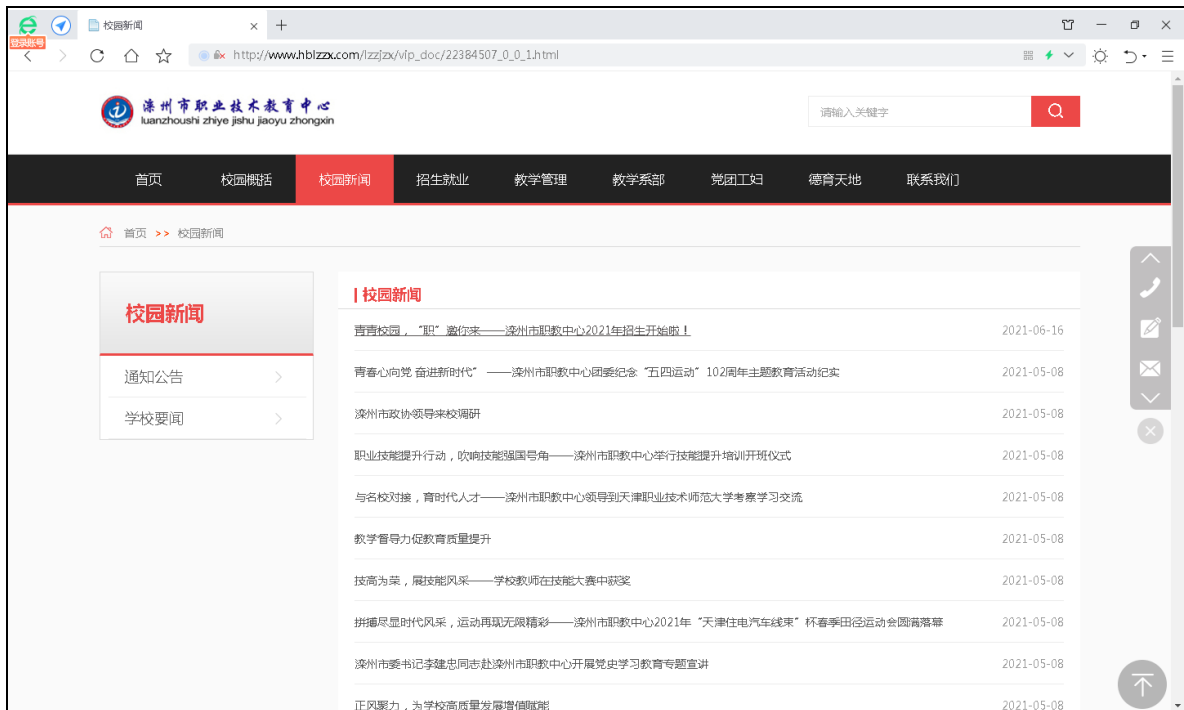 校园新闻
登录账号
http://www.hblzzx.com/lzzjzx/vip_doc/22384507_0_0_1.html
滦州市职业技术教育中心
luanzhoushi zhiye jishu jiaoyu zhongxin
请输入关键字
首页 校园概括 校园新闻 招生就业 教学管理 教学系部 党团工妇 德育天地 联系我们
首页 >> 校园新闻
校园新闻
通知公告
学校要闻
校园新闻
青青校园，“职”邀你来——滦州市职教中心2021年招生开始啦！ 2021-06-16
青春心向党 奋进新时代” ——滦州市职教中心团委纪念“五四运动”102周年主题教育活动纪实 2021-05-08
滦州市政协领导来校调研 2021-05-08
职业技能提升行动，吹响技能强国号角——滦州市职教中心举行技能提升培训开班仪式 2021-05-08
与名校对接，育时代人才——滦州市职教中心领导到天津职业技术师范大学考察学习交流 2021-05-08
教学督导力促教育质量提升 2021-05-08
技高为荣，展技能风采——学校教师在技能大赛中获奖 2021-05-08
拼搏尽显时代风采，运动再现无限精彩——滦州市职教中心2021年“天津住电汽车线束”杯春季田径运动会圆满落幕 2021-05-08
滦州市委书记李建忠同志赴滦州市职教中心开展党史学习教育专题宣讲 2021-05-08
正风聚力，为学校高质量发展增值赋能 2021-05-08